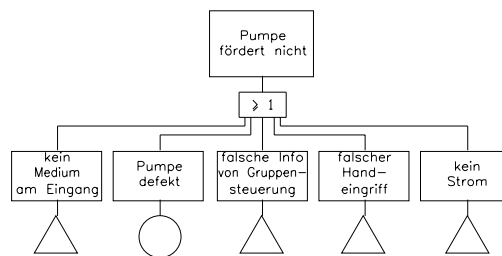 Pumpe
fördert nicht
⩾ 1
kein
Medium
am Eingang
Pumpe
defekt
falsche Info
von Gruppen-
steuerung
falscher
Hand-
eingriff
kein
Strom